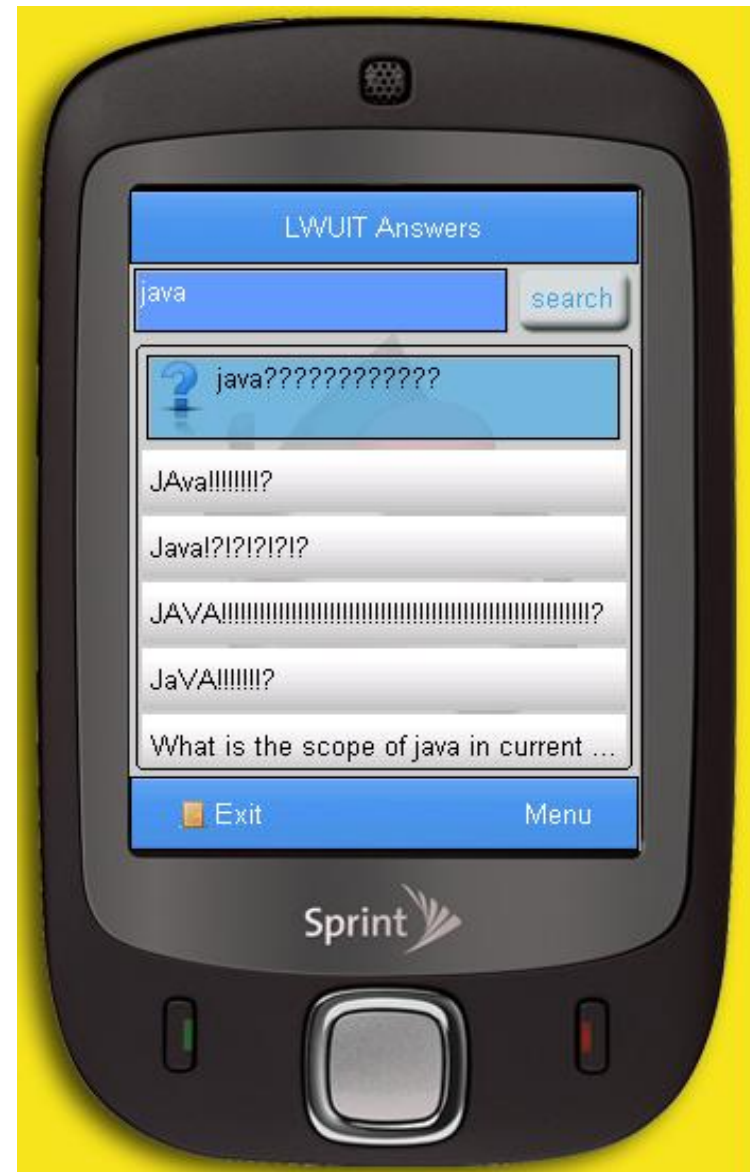 LWUIT Answers
java
search
java????????????
JAva!!!!!!!!?
Java!?!?!?!?!?
JAVA!!!!!!!!!!!!!!!!!!!!!!!!!!!!!!!!!!!!!!!!!!!!!!!!!!!!!!!!!?
JaVA!!!!!!!?
What is the scope of java in current ...
Exit
Menu
Sprint